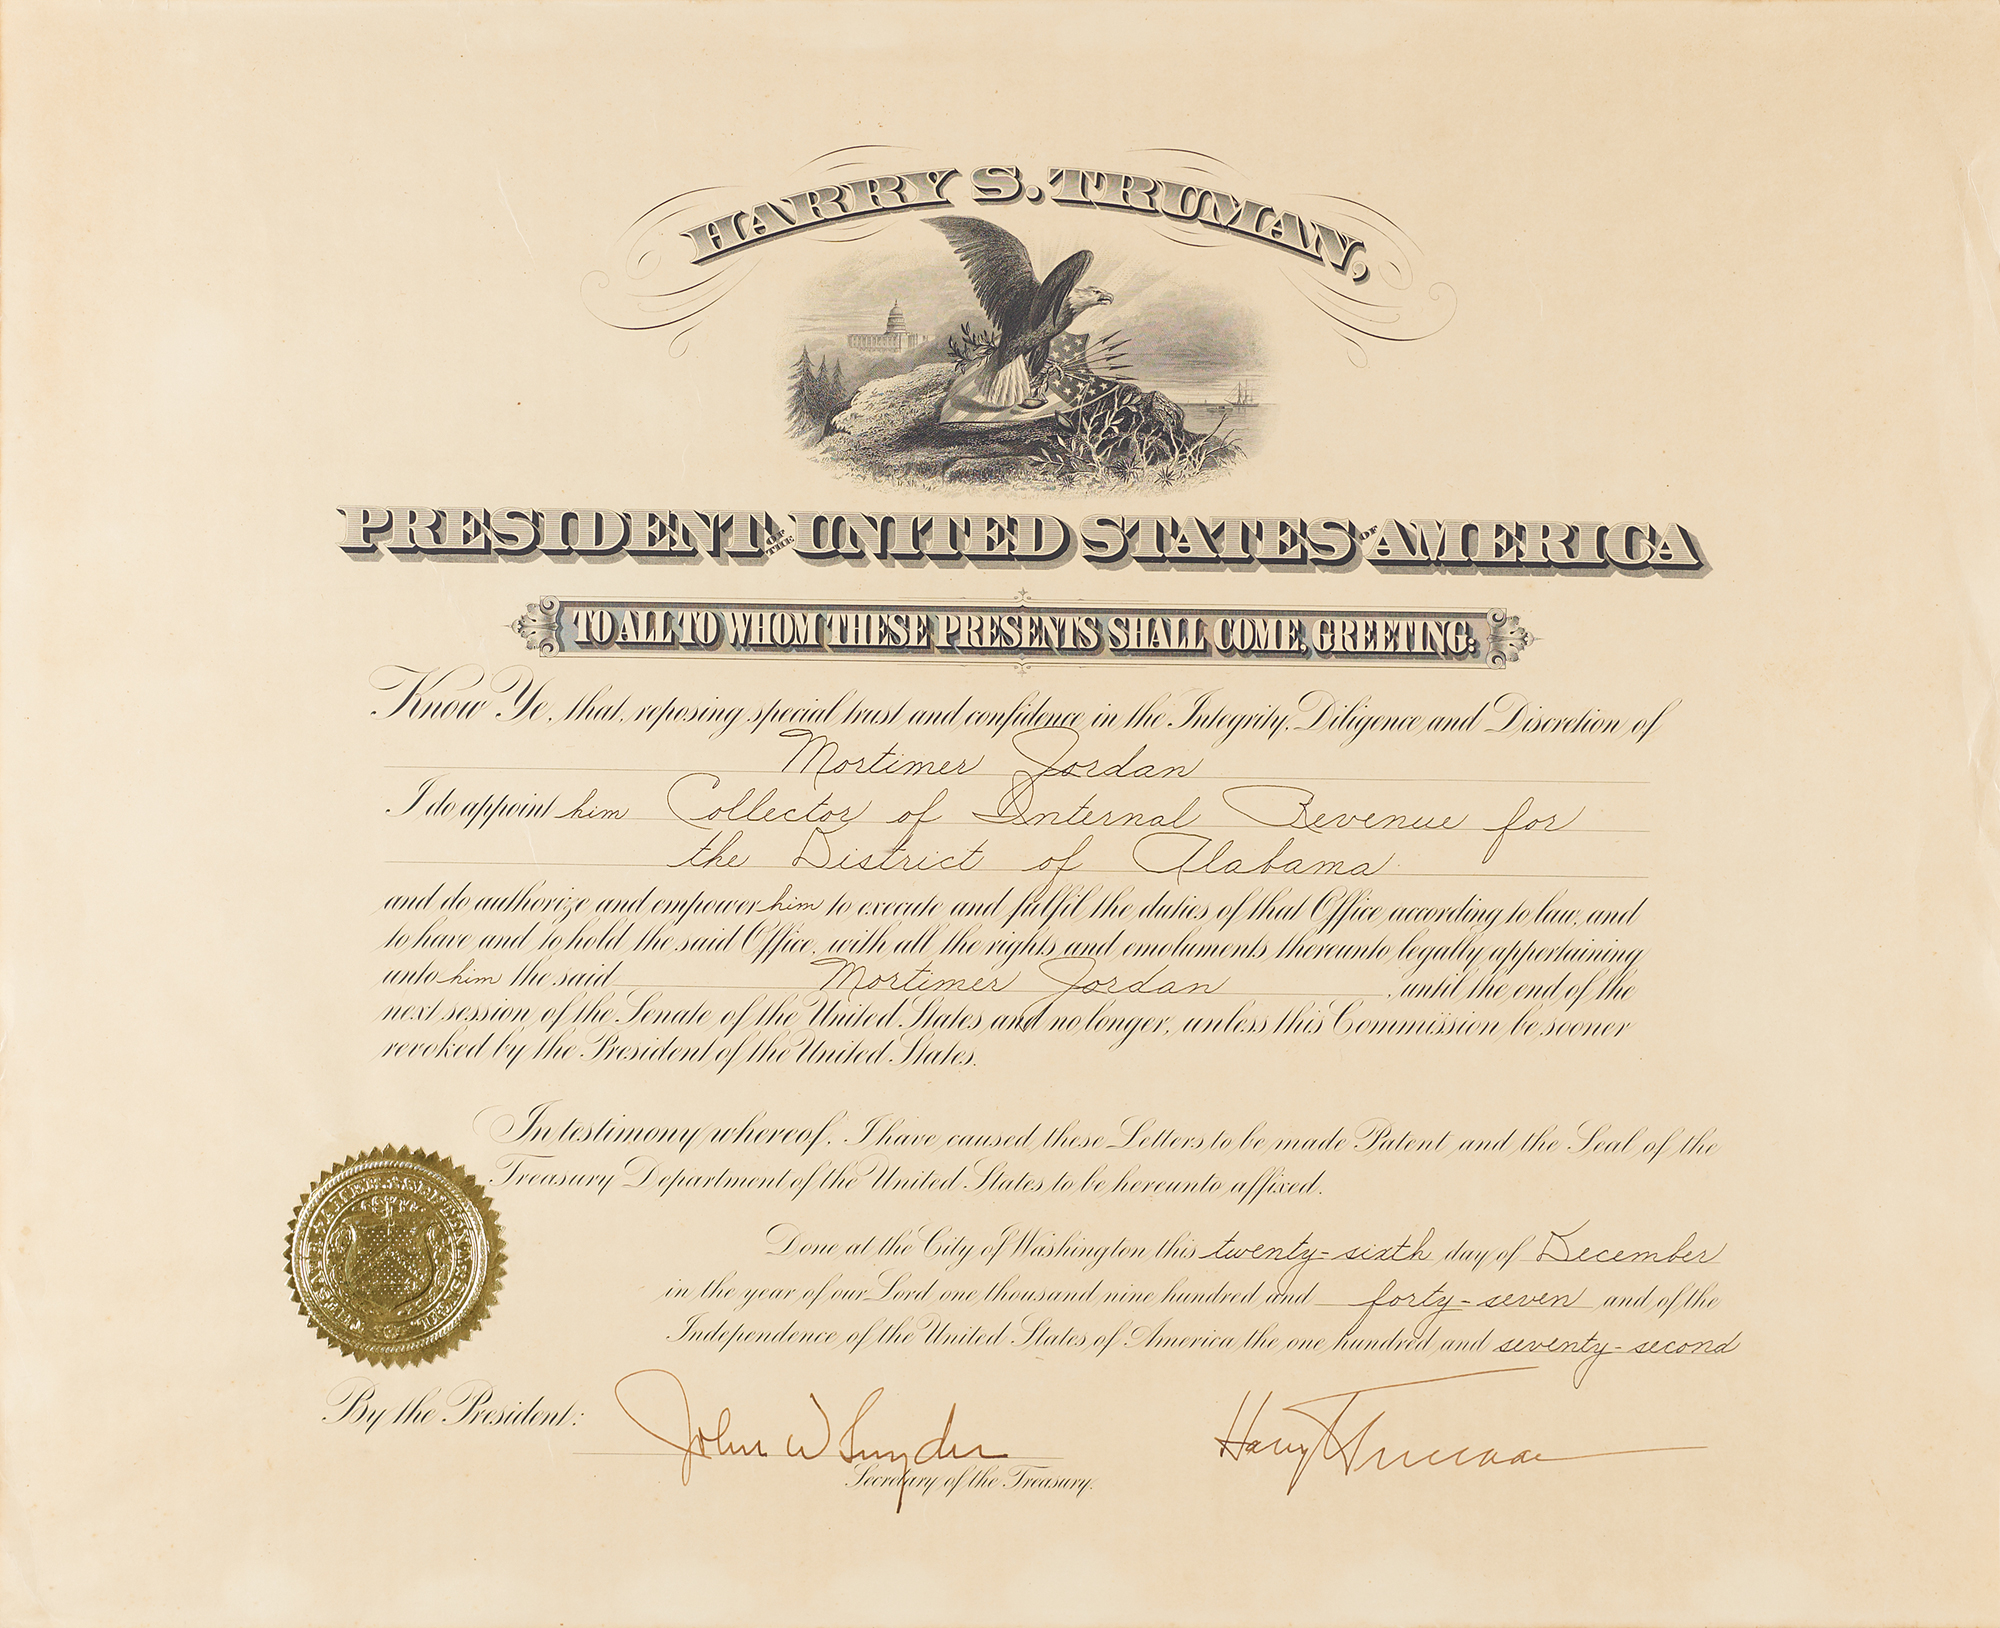 HARRY S. TRUMAN,
PRESIDENT OF THE UNITED STATES OF AMERICA
TO ALL TO WHOM THESE PRESENTS SHALL COME, GREETING:
Know Ye, that, reposing special trust and confidence in the Integrity, Diligence and Discretion of
Mortimer Jordan
I do appoint him Collector of Internal Revenue for
the District of Alabama
and do authorize and empower him to execute and fulfil the duties of that Office according to law, and
to have and to hold the said Office, with all the rights and emoluments thereunto legally appertaining
unto him the said Mortimer Jordan, until the end of the
next session of the Senate of the United States and no longer, unless this Commission be sooner
revoked by the President of the United States.
In testimony whereof, I have caused these Letters to be made Patent and the Seal of the
Treasury Department of the United States to be hereunto affixed.
Done at the City of Washington this twenty-sixth day of December
in the year of our Lord one thousand nine hundred and forty-seven and of the
Independence of the United States of America the one hundred and seventy-second
By the President:
John W Snyder
Harry S Truman
Secretary of the Treasury.